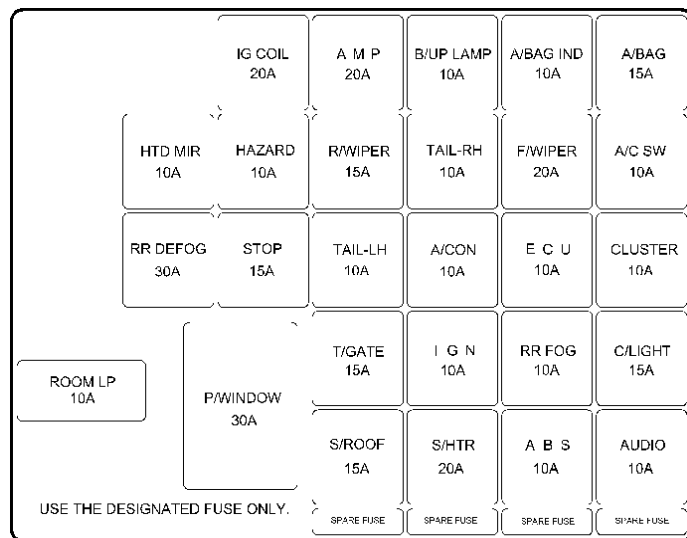 IG COIL
20A
A M P
20A
B/UP LAMP
10A
A/BAG IND
10A
A/BAG
15A
HTD MIR
10A
HAZARD
10A
R/WIPER
15A
TAIL-RH
10A
F/WIPER
20A
A/C SW
10A
RR DEFOG
30A
STOP
15A
TAIL-LH
10A
A/CON
10A
E C U
10A
CLUSTER
10A
T/GATE
15A
I G N
10A
RR FOG
10A
C/LIGHT
15A
ROOM LP
10A
P/WINDOW
30A
S/ROOF
15A
S/HTR
20A
A B S
10A
AUDIO
10A
USE THE DESIGNATED FUSE ONLY.
SPARE FUSE
SPARE FUSE
SPARE FUSE
SPARE FUSE